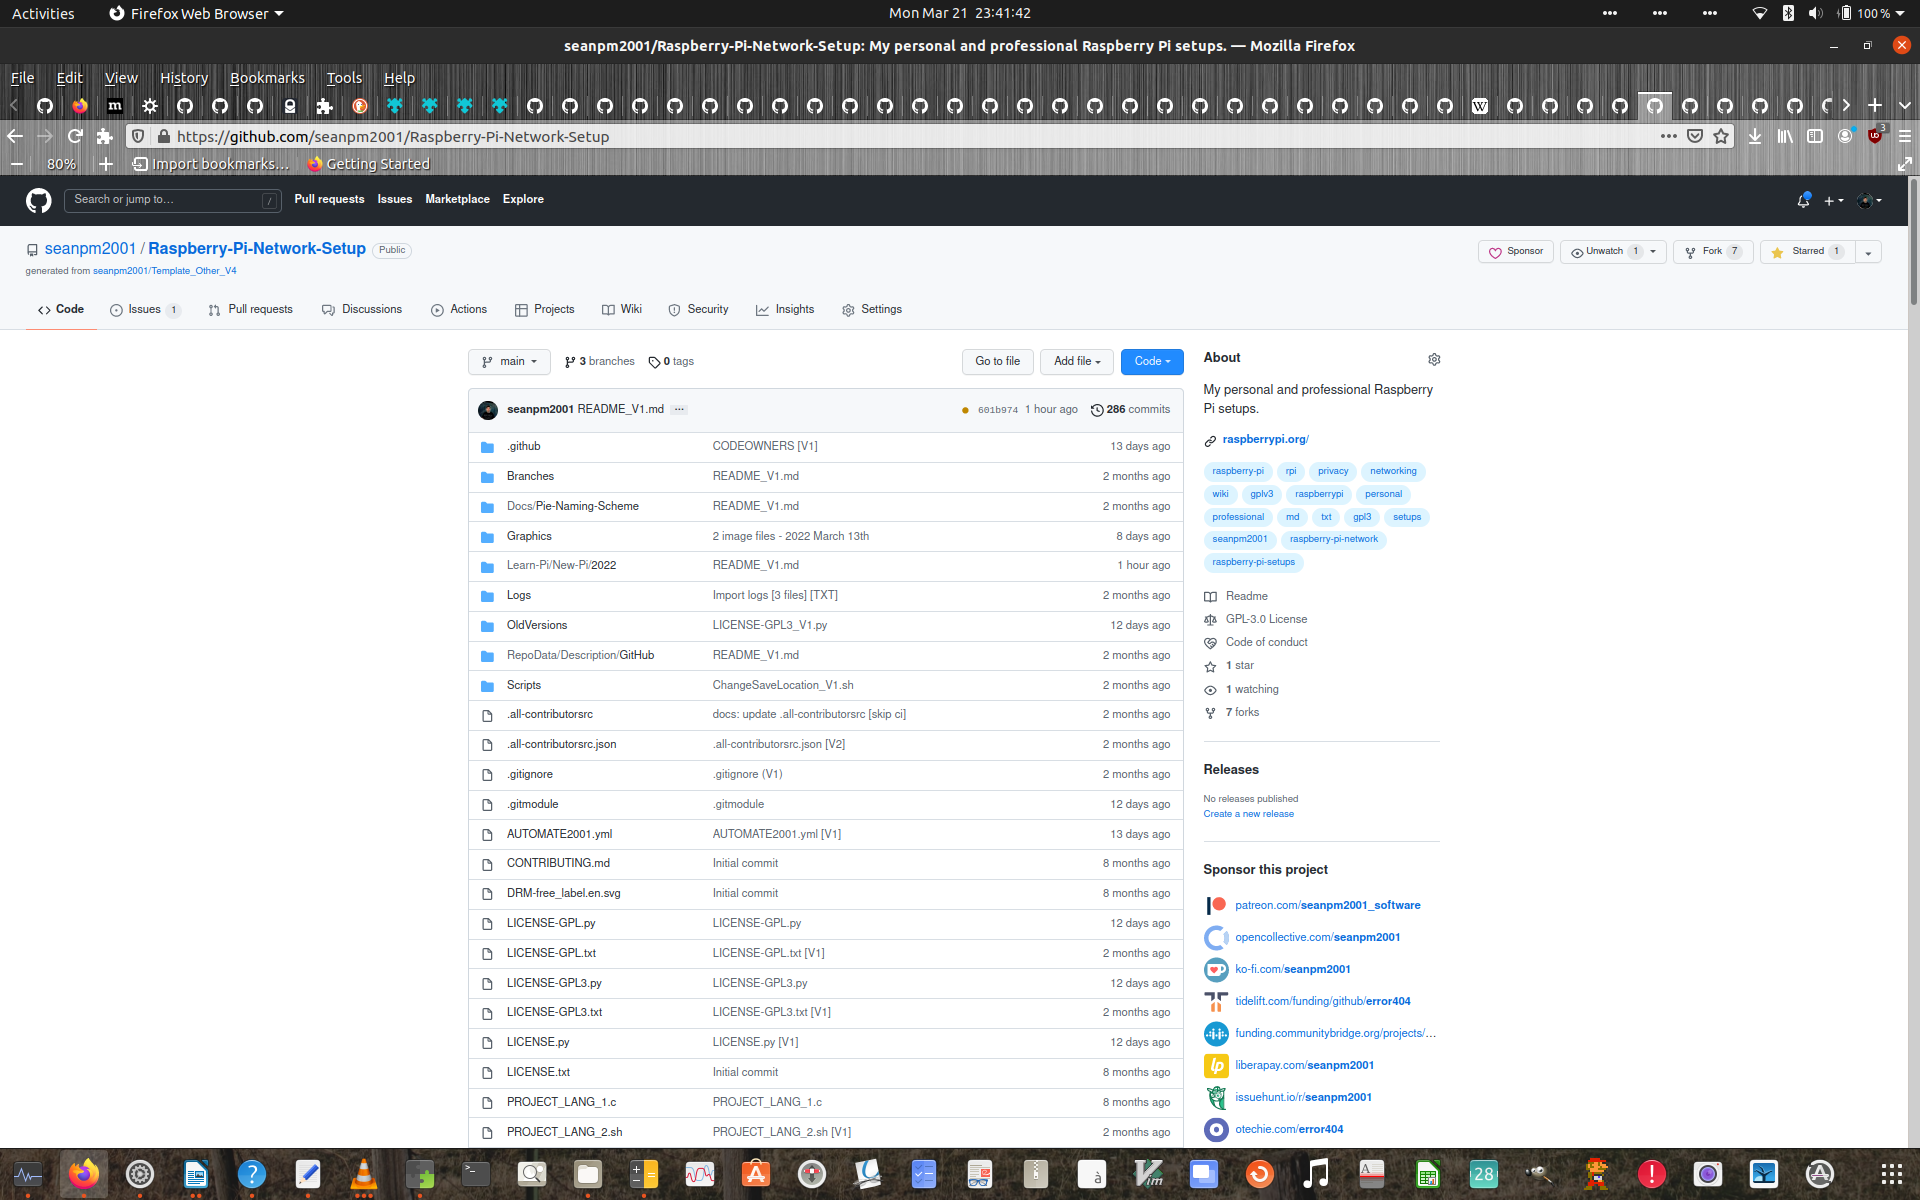 Activities Firefox Web Browser Mon Mar 21 23:41:42 100 %
seanpm2001/Raspberry-Pi-Network-Setup: My personal and professional Raspberry Pi setups. — Mozilla Firefox
File Edit View History Bookmarks Tools Help
https://github.com/seanpm2001/Raspberry-Pi-Network-Setup 3
80% Import bookmarks... Getting Started
Search or jump to... / Pull requests Issues Marketplace Explore
seanpm2001 / Raspberry-Pi-Network-Setup Public Sponsor Unwatch 1 Fork 7 Starred 1
generated from seanpm2001/Template_Other_V4
Code Issues 1 Pull requests Discussions Actions Projects Wiki Security Insights Settings
main 3 branches 0 tags Go to file Add file Code
seanpm2001 README_V1.md ... 601b974 1 hour ago 286 commits
.github CODEOWNERS [V1] 13 days ago
Branches README_V1.md 2 months ago
Docs/Pie-Naming-Scheme README_V1.md 2 months ago
Graphics 2 image files - 2022 March 13th 8 days ago
Learn-Pi/New-Pi/2022 README_V1.md 1 hour ago
Logs Import logs [3 files] [TXT] 2 months ago
OldVersions LICENSE-GPL3_V1.py 12 days ago
RepoData/Description/GitHub README_V1.md 2 months ago
Scripts ChangeSaveLocation_V1.sh 2 months ago
.all-contributorsrc docs: update .all-contributorsrc [skip ci] 2 months ago
.all-contributorsrc.json .all-contributorsrc.json [V2] 2 months ago
.gitignore .gitignore (V1) 2 months ago
.gitmodule .gitmodule 12 days ago
AUTOMATE2001.yml AUTOMATE2001.yml [V1] 13 days ago
CONTRIBUTING.md Initial commit 8 months ago
DRM-free_label.en.svg Initial commit 8 months ago
LICENSE-GPL.py LICENSE-GPL.py 12 days ago
LICENSE-GPL.txt LICENSE-GPL.txt [V1] 2 months ago
LICENSE-GPL3.py LICENSE-GPL3.py 12 days ago
LICENSE-GPL3.txt LICENSE-GPL3.txt [V1] 2 months ago
LICENSE.py LICENSE.py [V1] 12 days ago
LICENSE.txt Initial commit 8 months ago
PROJECT_LANG_1.c PROJECT_LANG_1.c 8 months ago
PROJECT_LANG_2.sh PROJECT_LANG_2.sh [V1] 2 months ago
About
My personal and professional Raspberry
Pi setups.
raspberrypi.org/
raspberry-pi rpi privacy networking
wiki gplv3 raspberrypi personal
professional md txt gpl3 setups
seanpm2001 raspberry-pi-network
raspberry-pi-setups
Readme
GPL-3.0 License
Code of conduct
1 star
1 watching
7 forks
Releases
No releases published
Create a new release
Sponsor this project
patreon.com/seanpm2001_software
opencollective.com/seanpm2001
ko-fi.com/seanpm2001
tidelift.com/funding/github/error404
funding.communitybridge.org/projects/...
liberapay.com/seanpm2001
issuehunt.io/r/seanpm2001
otechie.com/error404
28